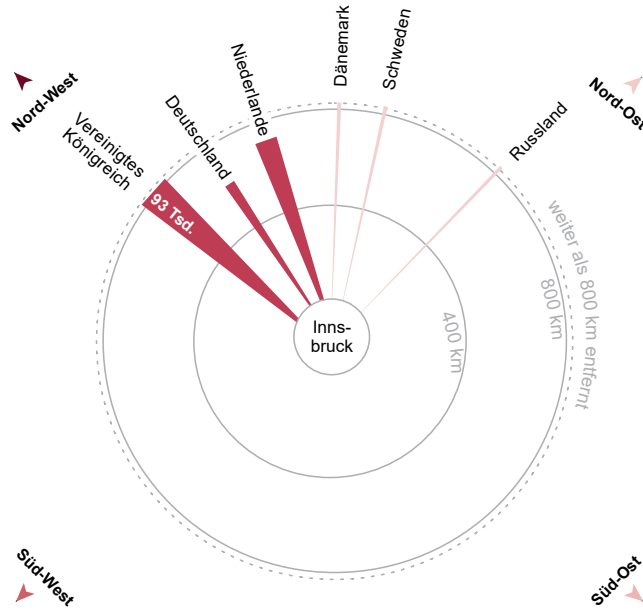 Nord-West
Nord-Ost
Vereinigtes
Königreich
Deutschland
Niederlande
Dänemark
Schweden
Russland
93 Tsd.
Inns-
bruck
400 km
800 km
weiter als 800 km entfernt
Süd-West
Süd-Ost